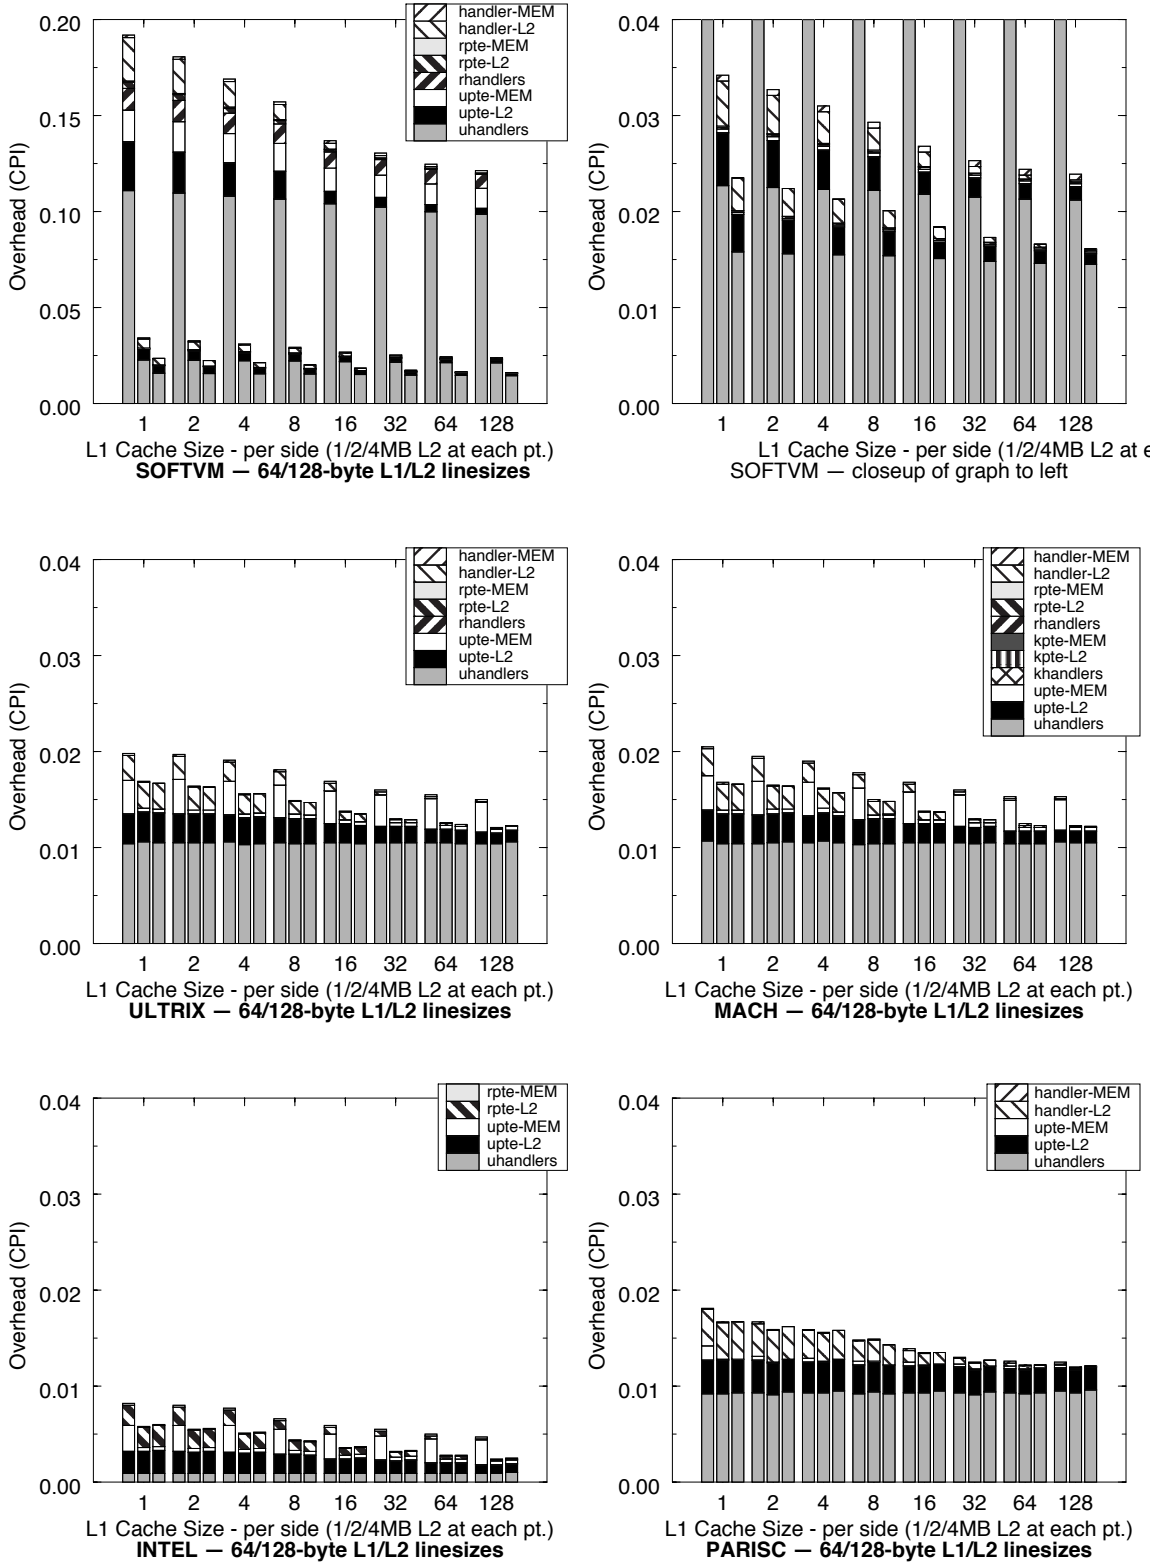 handler-MEM
handler-L2
rpte-MEM
rpte-L2
rhandlers
upte-MEM
upte-L2
uhandlers
0.20
0.15
0.10
0.05
0.00
Overhead (CPI)
1 2 4 8 16 32 64 128
L1 Cache Size - per side (1/2/4MB L2 at each pt.)
SOFTVM — 64/128-byte L1/L2 linesizes
0.04
0.03
0.02
0.01
0.00
Overhead (CPI)
1 2 4 8 16 32 64 128
L1 Cache Size - per side (1/2/4MB L2 at e
SOFTVM — closeup of graph to left
handler-MEM
handler-L2
rpte-MEM
rpte-L2
rhandlers
upte-MEM
upte-L2
uhandlers
0.04
0.03
0.02
0.01
0.00
Overhead (CPI)
1 2 4 8 16 32 64 128
L1 Cache Size - per side (1/2/4MB L2 at each pt.)
ULTRIX — 64/128-byte L1/L2 linesizes
handler-MEM
handler-L2
rpte-MEM
rpte-L2
rhandlers
kpte-MEM
kpte-L2
khandlers
upte-MEM
upte-L2
uhandlers
0.04
0.03
0.02
0.01
0.00
Overhead (CPI)
1 2 4 8 16 32 64 128
L1 Cache Size - per side (1/2/4MB L2 at each pt.)
MACH — 64/128-byte L1/L2 linesizes
rpte-MEM
rpte-L2
upte-MEM
upte-L2
uhandlers
0.04
0.03
0.02
0.01
0.00
Overhead (CPI)
1 2 4 8 16 32 64 128
L1 Cache Size - per side (1/2/4MB L2 at each pt.)
INTEL — 64/128-byte L1/L2 linesizes
handler-MEM
handler-L2
upte-MEM
upte-L2
uhandlers
0.04
0.03
0.02
0.01
0.00
Overhead (CPI)
1 2 4 8 16 32 64 128
L1 Cache Size - per side (1/2/4MB L2 at each pt.)
PARISC — 64/128-byte L1/L2 linesizes